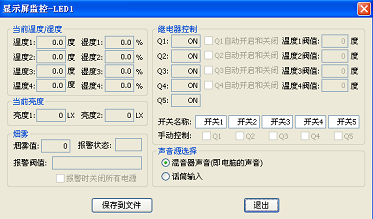 显示屏监控-LED1
当前温度/湿度
温度1: 0.0 度 湿度1: 0.0 %
温度2: 0.0 度 湿度2: 0.0 %
温度3: 0.0 度 湿度3: 0.0 %
温度4: 0.0 度 湿度4: 0.0 %
当前亮度
亮度1: 0 LX 亮度2: 0 LX
烟雾
烟雾值: 0 报警状态:
报警阀值:
报警时关闭所有电源
继电器控制
Q1: ON Q1自动开启和关闭 温度1阀值: 0 度
Q2: ON Q2自动开启和关闭 温度2阀值: 0 度
Q3: ON Q3自动开启和关闭 温度3阀值: 0 度
Q4: ON Q4自动开启和关闭 温度4阀值: 0 度
Q5: ON
开关名称: 开关1 开关2 开关3 开关4 开关5
手动控制: Q1 Q2 Q3 Q4 Q5
声音源选择
混音器声音(即电脑的声音)
话筒输入
保存到文件 退出